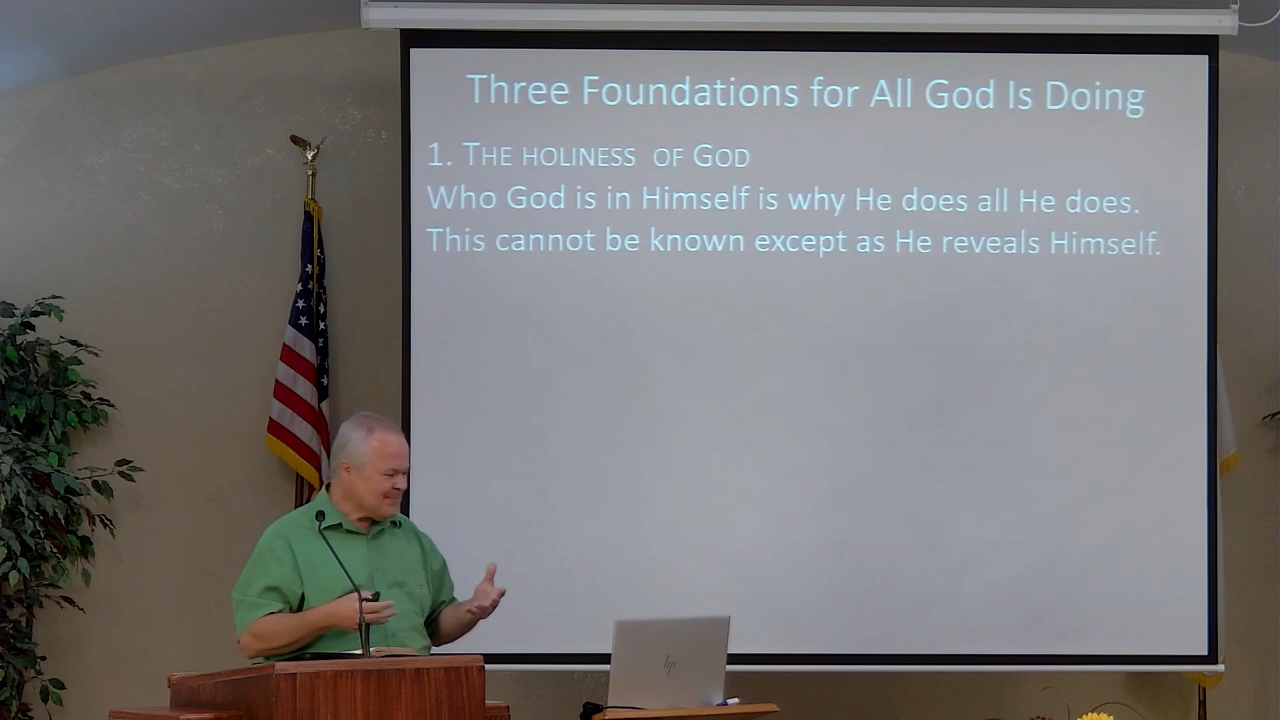 Three Foundations for All God Is Doing
1. THE HOLINESS OF GOD
Who God is in Himself is why He does all He does.
This cannot be known except as He reveals Himself.
hp